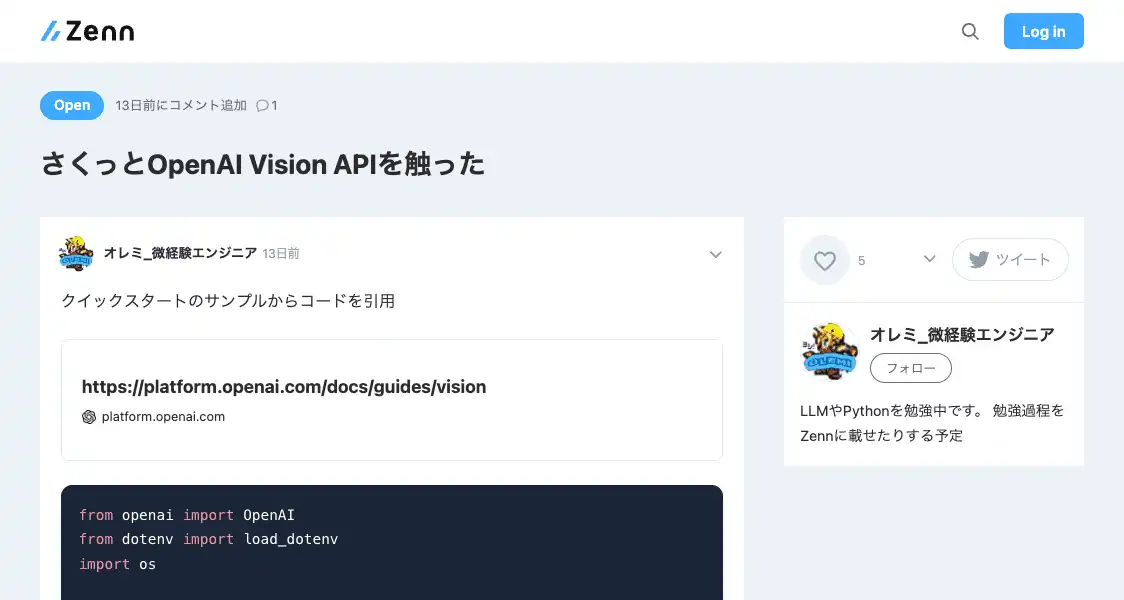 Zenn
Log in
Open 13日前にコメント追加 1
さくっとOpenAI Vision APIを触った
オレミ_微経験エンジニア 13日前
クイックスタートのサンプルからコードを引用
https://platform.openai.com/docs/guides/vision
platform.openai.com
from openai import OpenAI
from dotenv import load_dotenv
import os
5
ツイート
オレミ_微経験エンジニア
フォロー
LLMやPythonを勉強中です。 勉強過程を
Zennに載せたりする予定